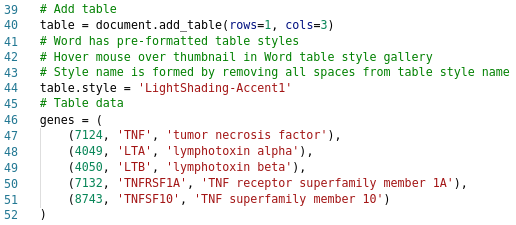 39 # Add table
40 table = document.add_table(rows=1, cols=3)
41 # Word has pre-formatted table styles
42 # Hover mouse over thumbnail in Word table style gallery
43 # Style name is formed by removing all spaces from table style name
44 table.style = 'LightShading-Accent1'
45 # Table data
46 genes = (
47     (7124, 'TNF', 'tumor necrosis factor'),
48     (4049, 'LTA', 'lymphotoxin alpha'),
49     (4050, 'LTB', 'lymphotoxin beta'),
50     (7132, 'TNFRSF1A', 'TNF receptor superfamily member 1A'),
51     (8743, 'TNFSF10', 'TNF superfamily member 10')
52 )